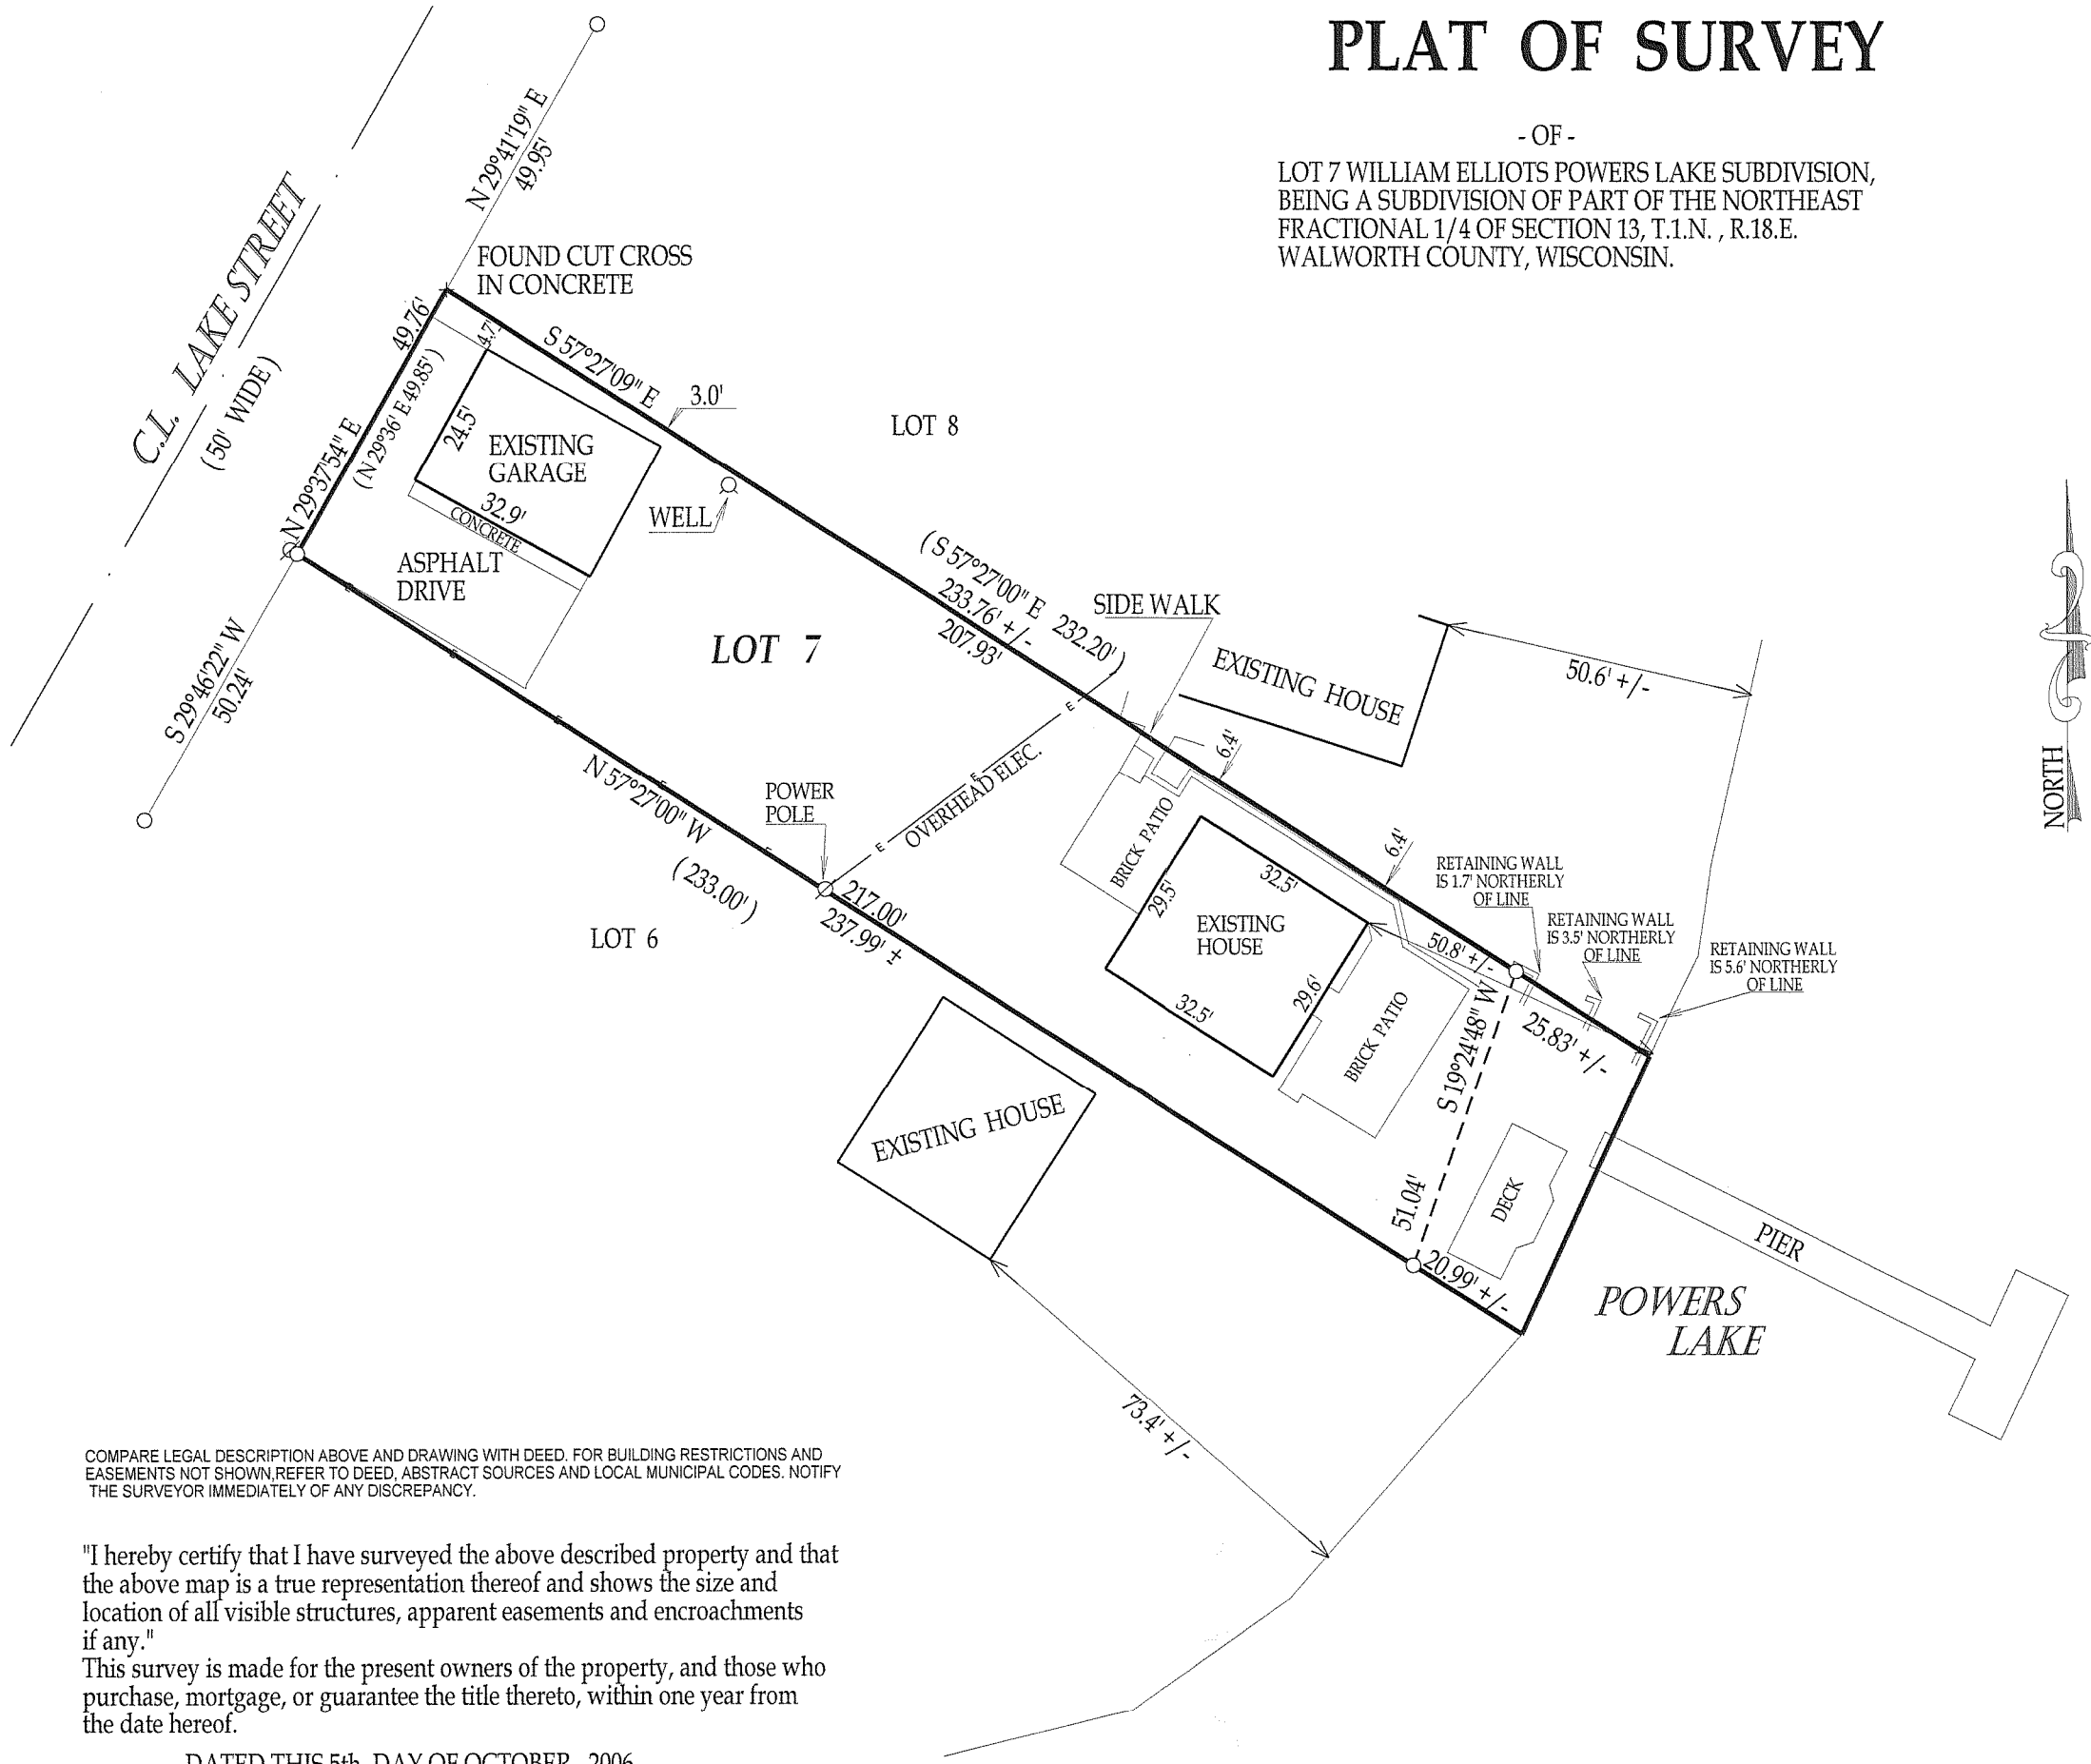 PLAT OF SURVEY
- OF -
LOT 7 WILLIAM ELLIOTS POWERS LAKE SUBDIVISION,
BEING A SUBDIVISION OF PART OF THE NORTHEAST
FRACTIONAL 1/4 OF SECTION 13, T.1.N. , R.18.E.
WALWORTH COUNTY, WISCONSIN.
N 29°41'19" E
49.95'
C.L. LAKE STREET
(50' WIDE)
FOUND CUT CROSS
IN CONCRETE
49.76'
N 29°37'54" E
(N 29°36' E 49.85')
4.7'
S 57°27'09" E
3.0'
LOT 8
24.5'
EXISTING
GARAGE
32.9'
CONCRETE
WELL
ASPHALT
DRIVE
S 29°46'22" W
50.24'
LOT 7
(S 57°27'00" E 232.20')
233.76' +/-
207.93'
SIDE WALK
EXISTING HOUSE
50.6' +/-
NORTH
N 57°27'00" W
(233.00')
POWER
POLE
E
E
E
E
E
E
E
E
OVERHEAD ELEC.
217.00'
237.99' ±
LOT 6
6.4'
BRICK PATIO
6.4'
32.5'
29.5'
EXISTING
HOUSE
32.5'
29.6'
50.8' +/-
BRICK PATIO
RETAINING WALL
IS 1.7' NORTHERLY
OF LINE
RETAINING WALL
IS 3.5' NORTHERLY
OF LINE
RETAINING WALL
IS 5.6' NORTHERLY
OF LINE
S 19°24'48" W
51.04'
25.83' +/-
DECK
20.99' +/-
PIER
POWERS
LAKE
EXISTING HOUSE
73.4' +/-
COMPARE LEGAL DESCRIPTION ABOVE AND DRAWING WITH DEED. FOR BUILDING RESTRICTIONS AND
EASEMENTS NOT SHOWN,REFER TO DEED, ABSTRACT SOURCES AND LOCAL MUNICIPAL CODES. NOTIFY
THE SURVEYOR IMMEDIATELY OF ANY DISCREPANCY.
"I hereby certify that I have surveyed the above described property and that
the above map is a true representation thereof and shows the size and
location of all visible structures, apparent easements and encroachments
if any."
This survey is made for the present owners of the property, and those who
purchase, mortgage, or guarantee the title thereto, within one year from
the date hereof.
DATED THIS 5th DAY OF OCTOBER , 2006